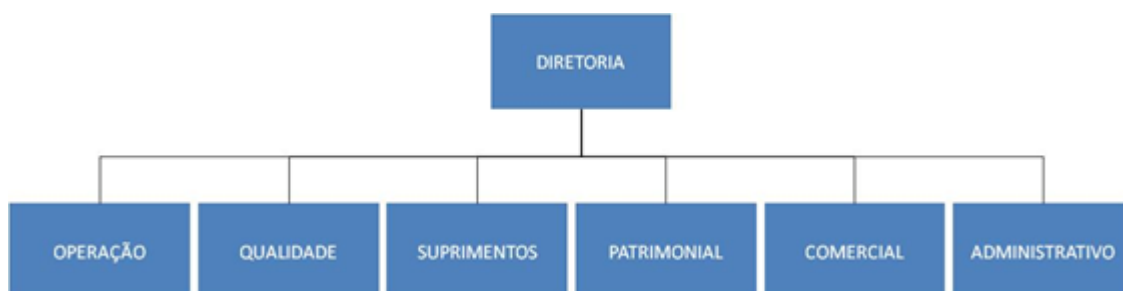 DIRETORIA
OPERAÇÃO
QUALIDADE
SUPRIMENTOS
PATRIMONIAL
COMERCIAL
ADMINISTRATIVO